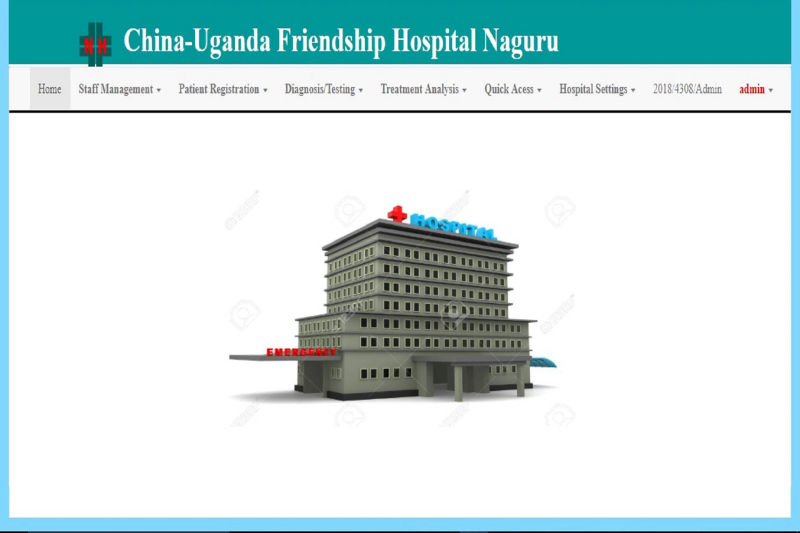 China-Uganda Friendship Hospital Naguru
Home Staff Management Patient Registration Diagnosis/Testing Treatment Analysis Quick Acess Hospital Settings 2018/4308/Admin admin
HOSPITAL
EMERGENCY